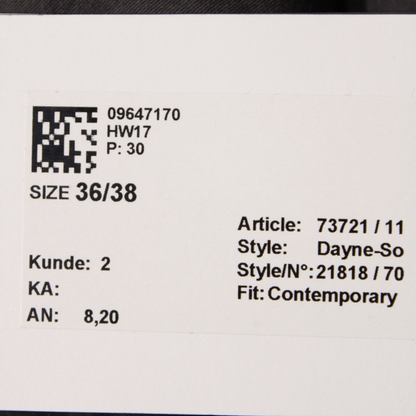 09647170
HW17
P: 30
SIZE 36/38
Article: 73721 / 11
Style: Dayne-So
Style/N°: 21818 / 70
Fit: Contemporary
Kunde: 2
KA:
AN: 8,20